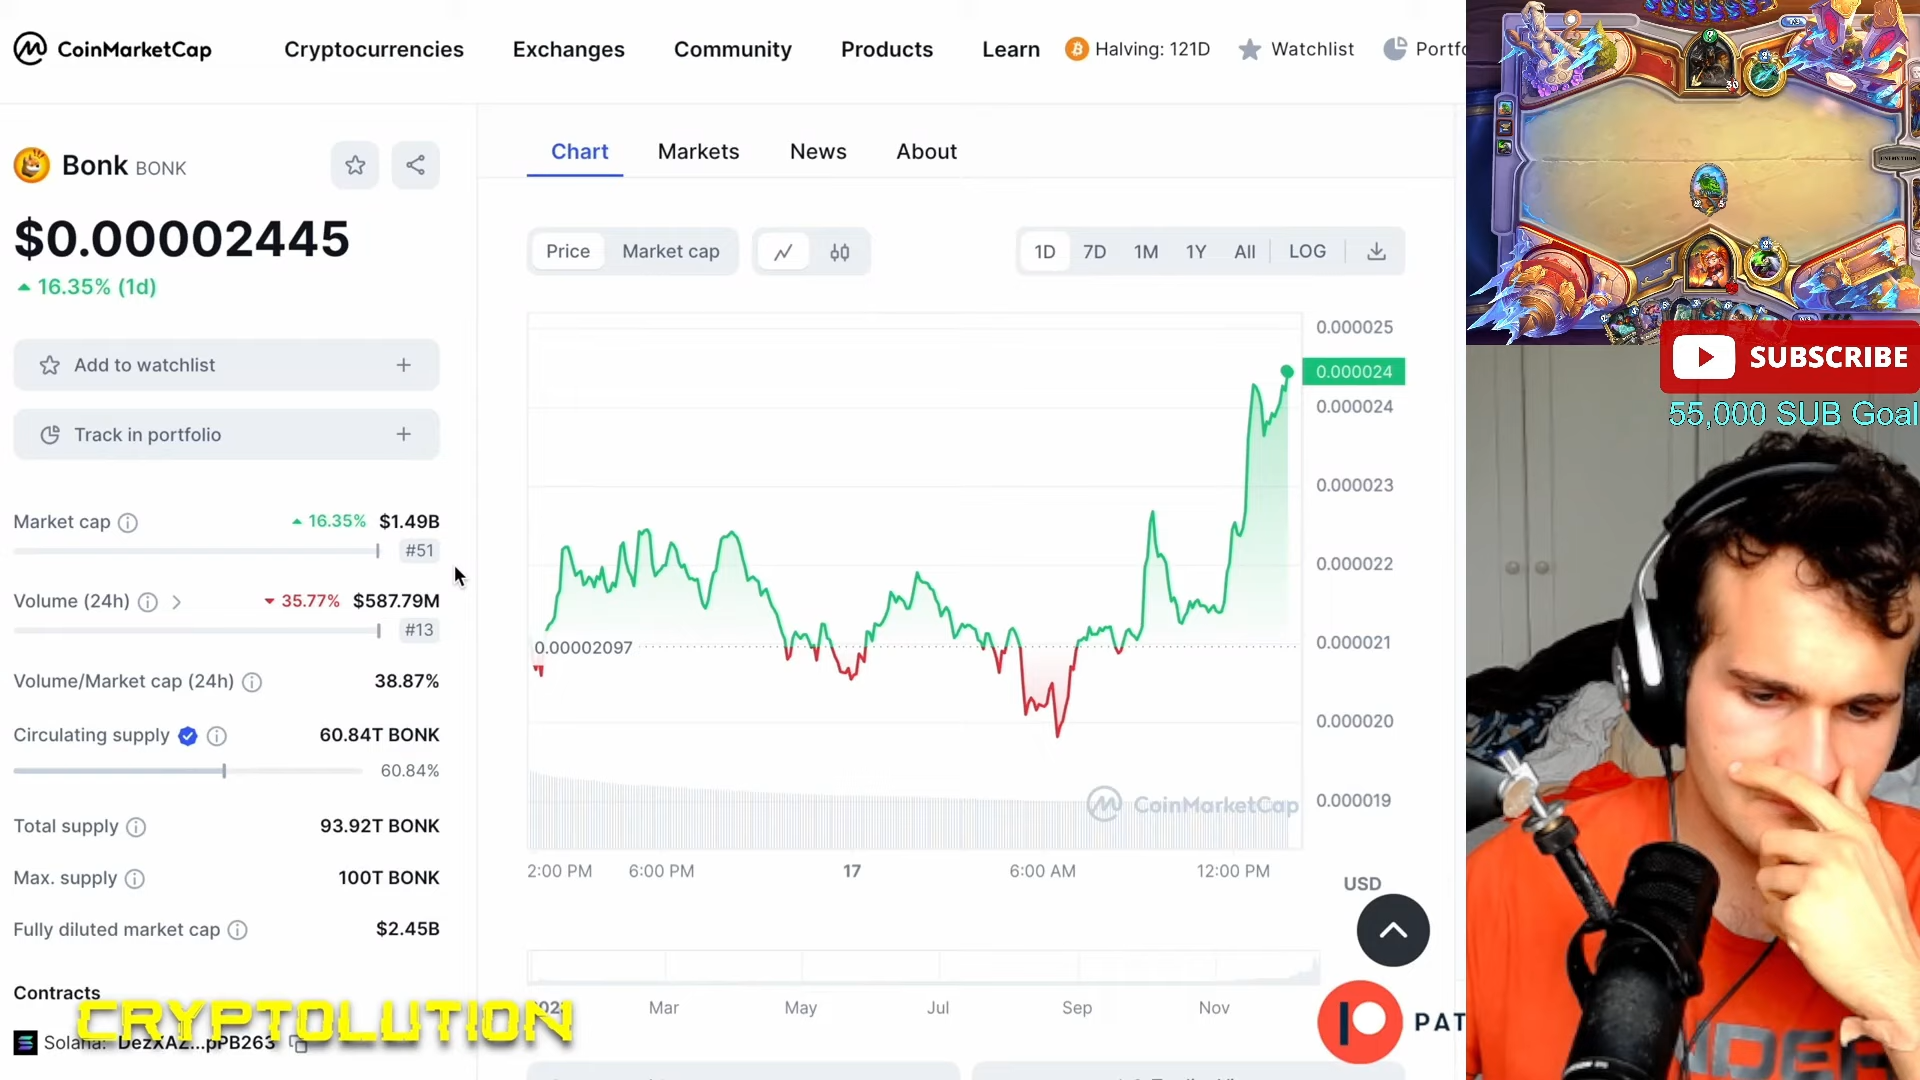 CoinMarketCap
Cryptocurrencies Exchanges Community Products Learn Halving: 121D Watchlist Portfo
Bonk BONK
$0.00002445
16.35% (1d)
Add to watchlist +
Track in portfolio +
Market cap 16.35% $1.49B
#51
Volume (24h) 35.77% $587.79M
#13
Volume/Market cap (24h) 38.87%
Circulating supply 60.84T BONK
60.84%
Total supply 93.92T BONK
Max. supply 100T BONK
Fully diluted market cap $2.45B
Contracts
Solana: DezXAZ...pPB263
CRYPTOLUTION
Chart Markets News About
Price Market cap
1D 7D 1M 1Y All LOG
0.000025
0.000024
0.000024
0.000023
0.000022
0.000021
0.000020
0.000019
0.00002097
CoinMarketCap
2:00 PM 6:00 PM 17 6:00 AM 12:00 PM
USD
Mar May Jul Sep Nov
PAT
30
SUBSCRIBE
55,000 SUB Goal